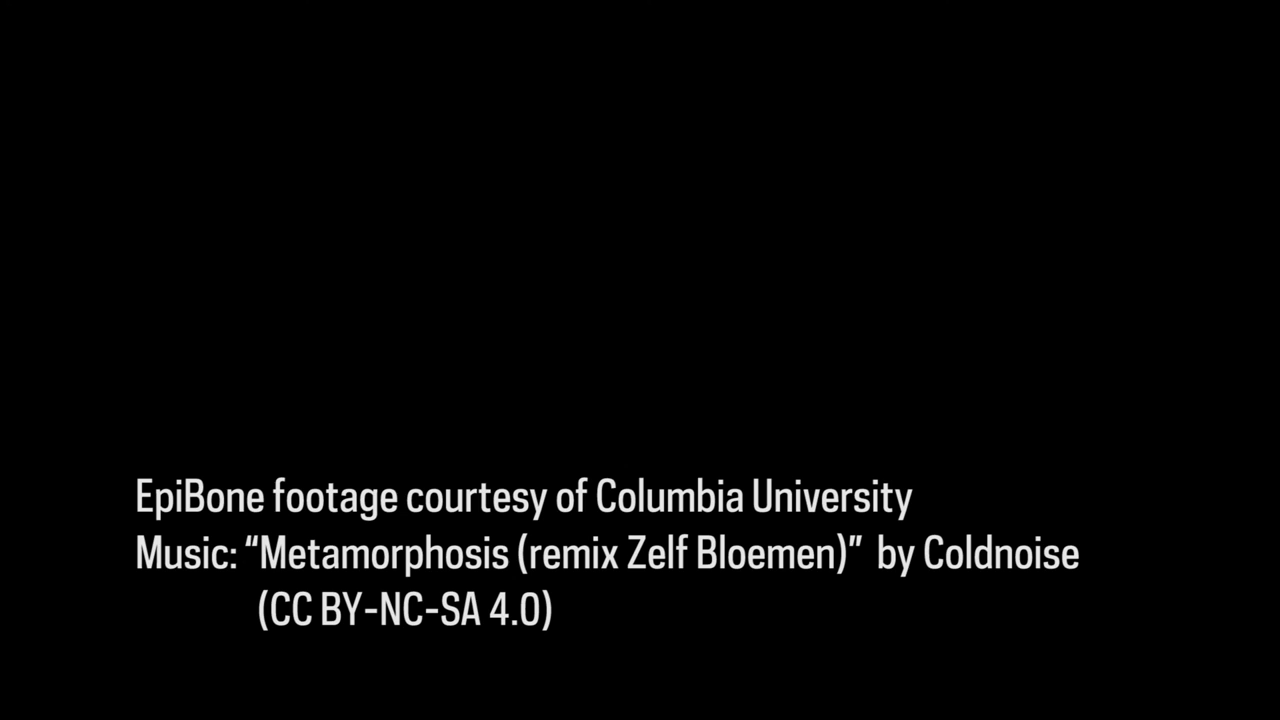 EpiBone footage courtesy of Columbia University
Music: “Metamorphosis (remix Zelf Bloemen)” by Coldnoise
(CC BY-NC-SA 4.0)